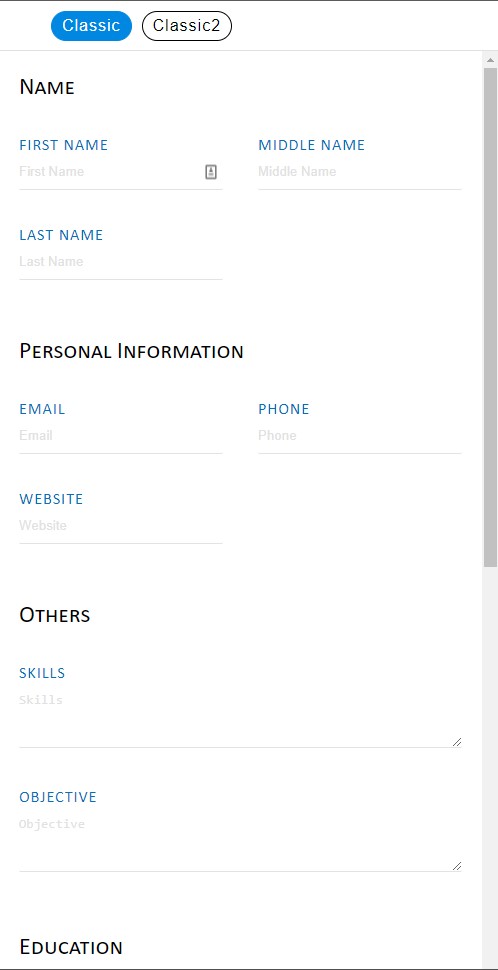 Classic Classic2
Name
FIRST NAME MIDDLE NAME
First Name Middle Name
LAST NAME
Last Name
Personal Information
EMAIL PHONE
Email Phone
WEBSITE
Website
Others
SKILLS
Skills
OBJECTIVE
Objective
Education